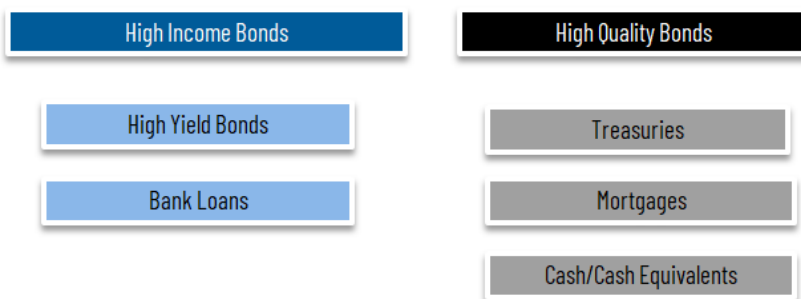 High Income Bonds
High Yield Bonds
Bank Loans
High Quality Bonds
Treasuries
Mortgages
Cash/Cash Equivalents